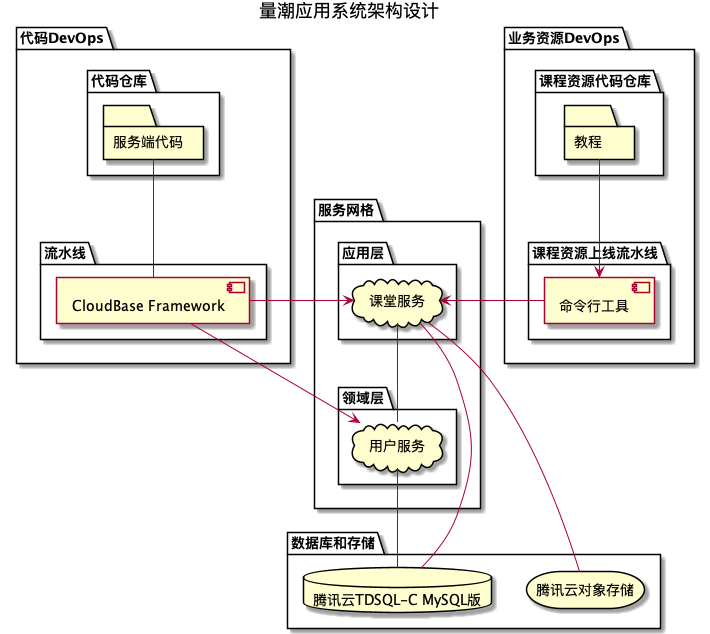 量潮应用系统架构设计
代码DevOps
业务资源DevOps
代码仓库
课程资源代码仓库
服务端代码
教程
服务网格
流水线
应用层
课程资源上线流水线
CloudBase Framework
课堂服务
命令行工具
领域层
用户服务
数据库和存储
腾讯云TDSQL-C MySQL版
腾讯云对象存储